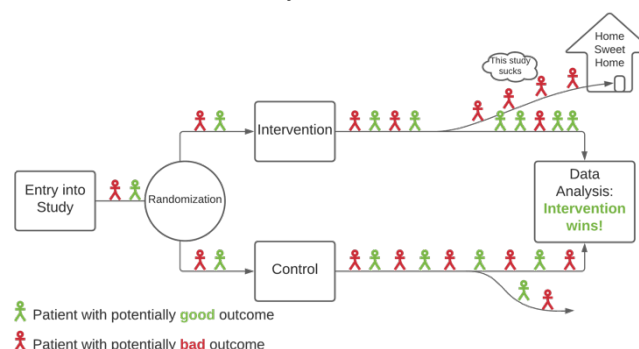 Home
Sweet
Home
This study
sucks
Intervention
Entry into
Study
Randomization
Data
Analysis:
Intervention
wins!
Control
Patient with potentially good outcome
Patient with potentially bad outcome